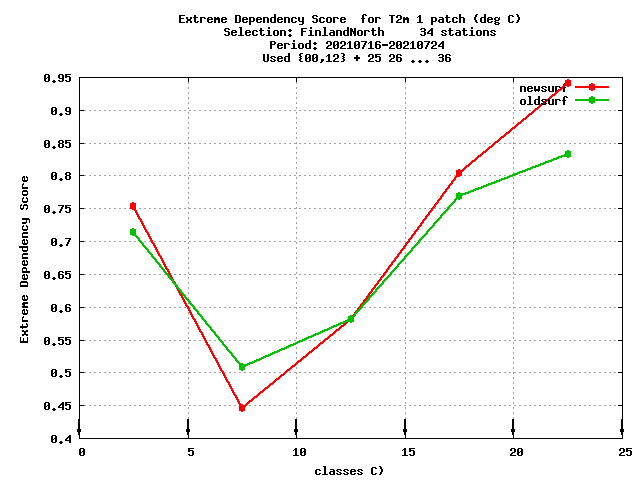 Extreme Dependency Score  for T2m 1 patch (deg C)
Selection: FinlandNorth     34 stations
Period: 20210716-20210724
Used {00,12} + 25 26 ... 36
newsurf
oldsurf
0.95
0.9
0.85
0.8
0.75
0.7
0.65
0.6
0.55
0.5
0.45
0.4
Extreme Dependency Score
0 5 10 15 20 25
classes C)